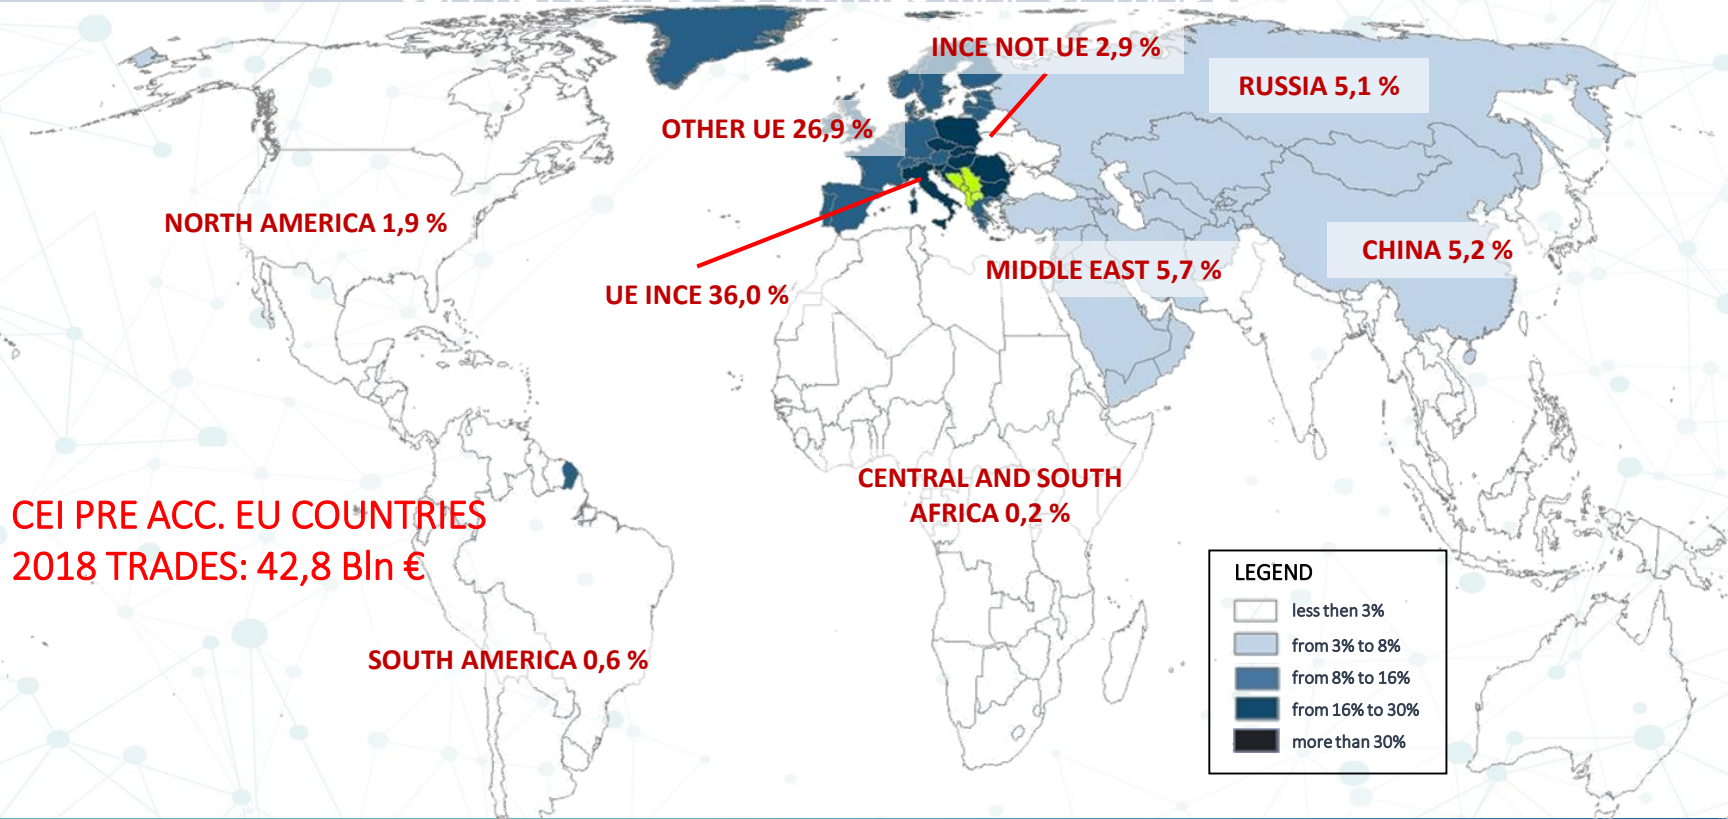 INCE NOT UE 2,9 %
RUSSIA 5,1 %
OTHER UE 26,9 %
NORTH AMERICA 1,9 %
CHINA 5,2 %
MIDDLE EAST 5,7 %
UE INCE 36,0 %
CENTRAL AND SOUTH
AFRICA 0,2 %
CEI PRE ACC. EU COUNTRIES
2018 TRADES: 42,8 Bln €
SOUTH AMERICA 0,6 %
LEGEND
less then 3%
from 3% to 8%
from 8% to 16%
from 16% to 30%
more than 30%